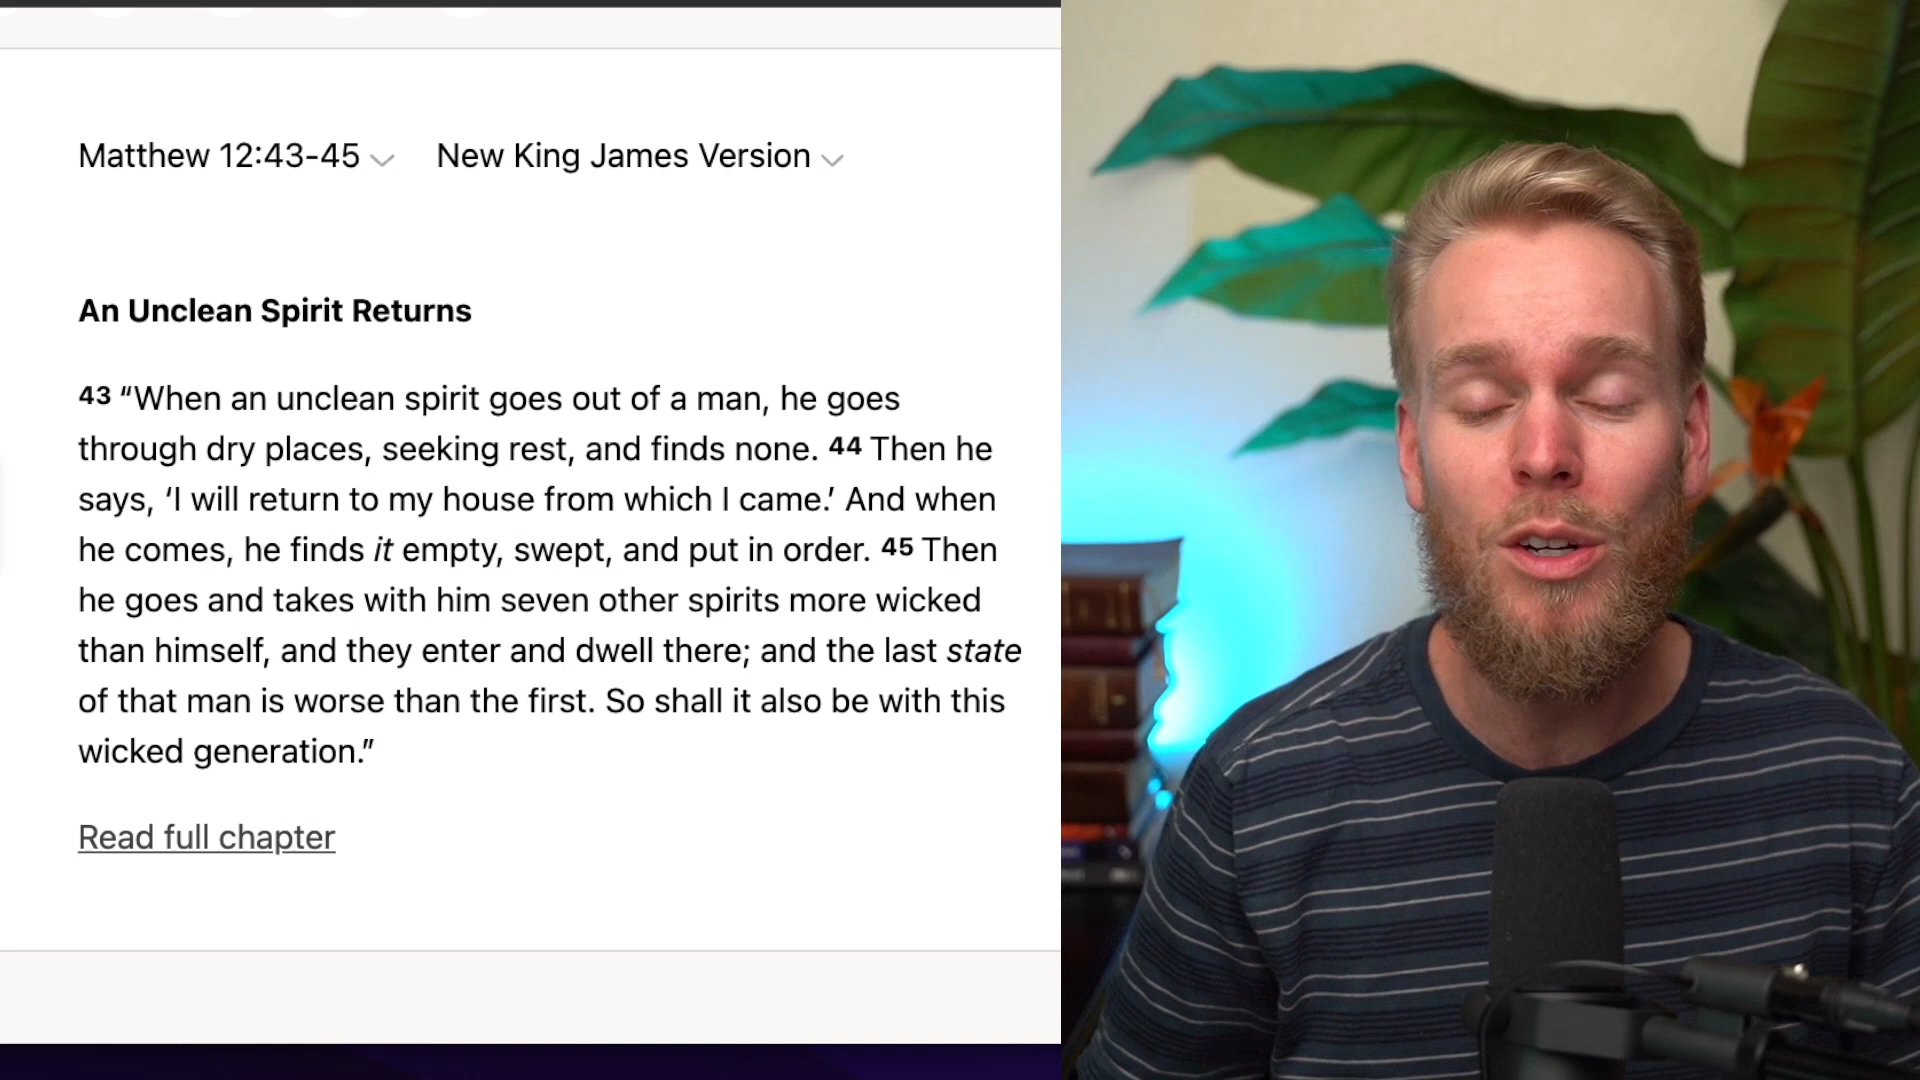 Matthew 12:43-45 New King James Version
An Unclean Spirit Returns
43 “When an unclean spirit goes out of a man, he goes
through dry places, seeking rest, and finds none. 44 Then he
says, ‘I will return to my house from which I came.’ And when
he comes, he finds it empty, swept, and put in order. 45 Then
he goes and takes with him seven other spirits more wicked
than himself, and they enter and dwell there; and the last state
of that man is worse than the first. So shall it also be with this
wicked generation.”
Read full chapter